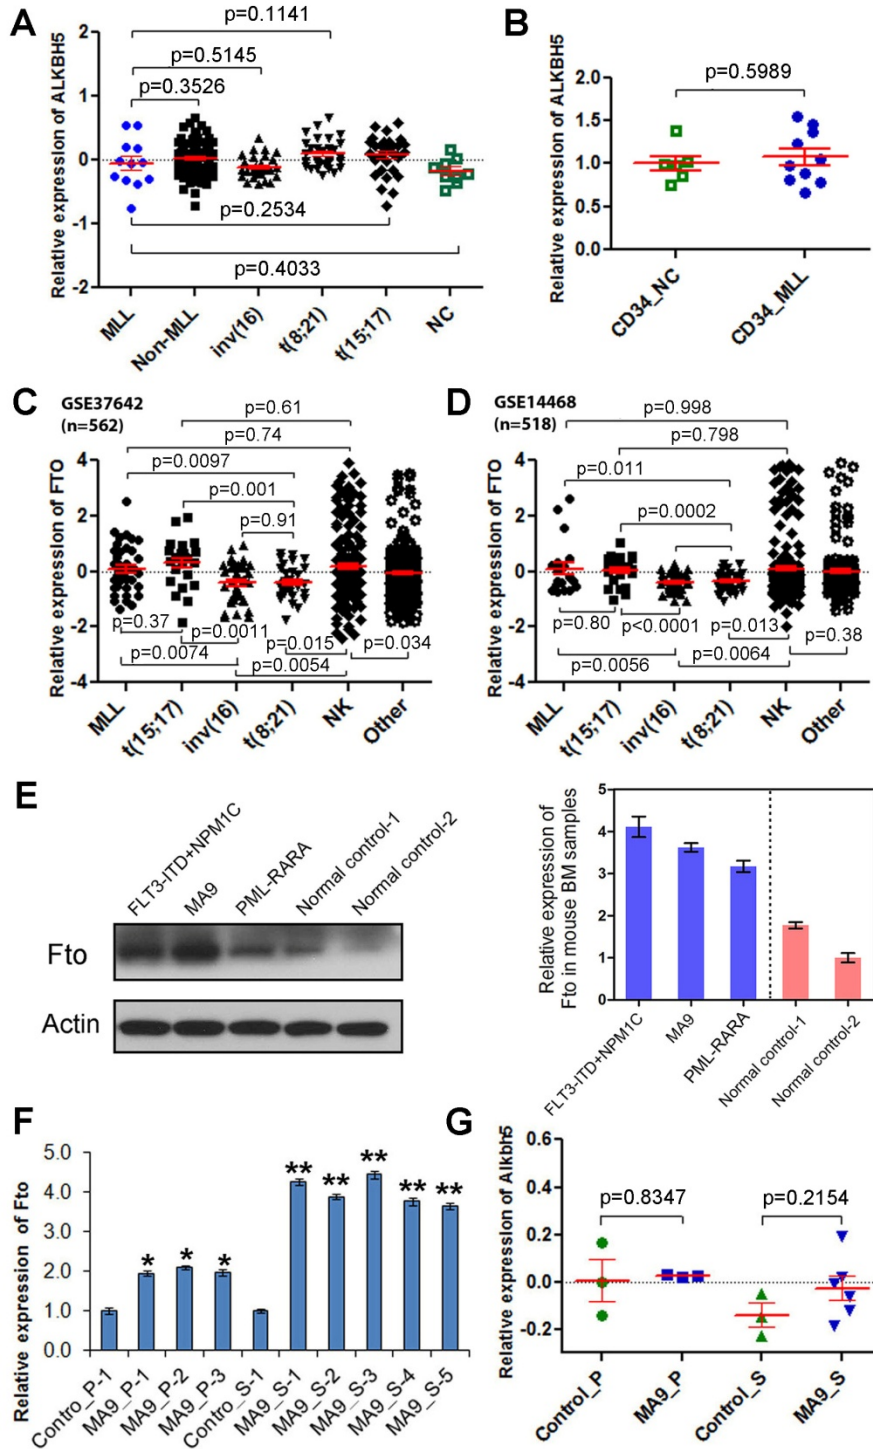 A
p=0.1141
p=0.5145
p=0.3526
Relative expression of ALKBH5
2
1
0
-1
-2
p=0.2534
p=0.4033
MLL
Non-MLL
inv(16)
t(8;21)
t(15;17)
NC
B
p=0.5989
Relative expression of ALKBH5
2.0
1.5
1.0
0.5
0.0
CD34_NC
CD34_MLL
C
GSE37642
(n=562)
p=0.61
p=0.74
p=0.0097
p=0.001
p=0.91
Relative expression of FTO
4
2
0
-2
-4
p=0.37
p=0.0011
p=0.015
p=0.034
p=0.0074
p=0.0054
MLL
t(15;17)
inv(16)
t(8;21)
NK
Other
D
GSE14468
(n=518)
p=0.998
p=0.798
p=0.011
p=0.0002
Relative expression of FTO
4
2
0
-2
-4
p=0.80
p<0.0001
p=0.013
p=0.38
p=0.0056
p=0.0064
MLL
t(15;17)
inv(16)
t(8;21)
NK
Other
E
FLT3-ITD+NPM1C
MA9
PML-RARA
Normal control-1
Normal control-2
Fto
Actin
Relative expression of
Fto in mouse BM samples
5
4
3
2
1
0
FLT3-ITD+NPM1C
MA9
PML-RARA
Normal control-1
Normal control-2
F
Relative expression of Fto
5.0
4.0
3.0
2.0
1.0
0.0
*
*
*
**
**
**
**
**
Contro_P-1
MA9_P-1
MA9_P-2
MA9_P-3
Contro_S-1
MA9_S-1
MA9_S-2
MA9_S-3
MA9_S-4
MA9_S-5
G
Relative expression of Alkbh5
0.6
0.4
0.2
0.0
-0.2
p=0.8347
p=0.2154
Control_P
MA9_P
Control_S
MA9_S